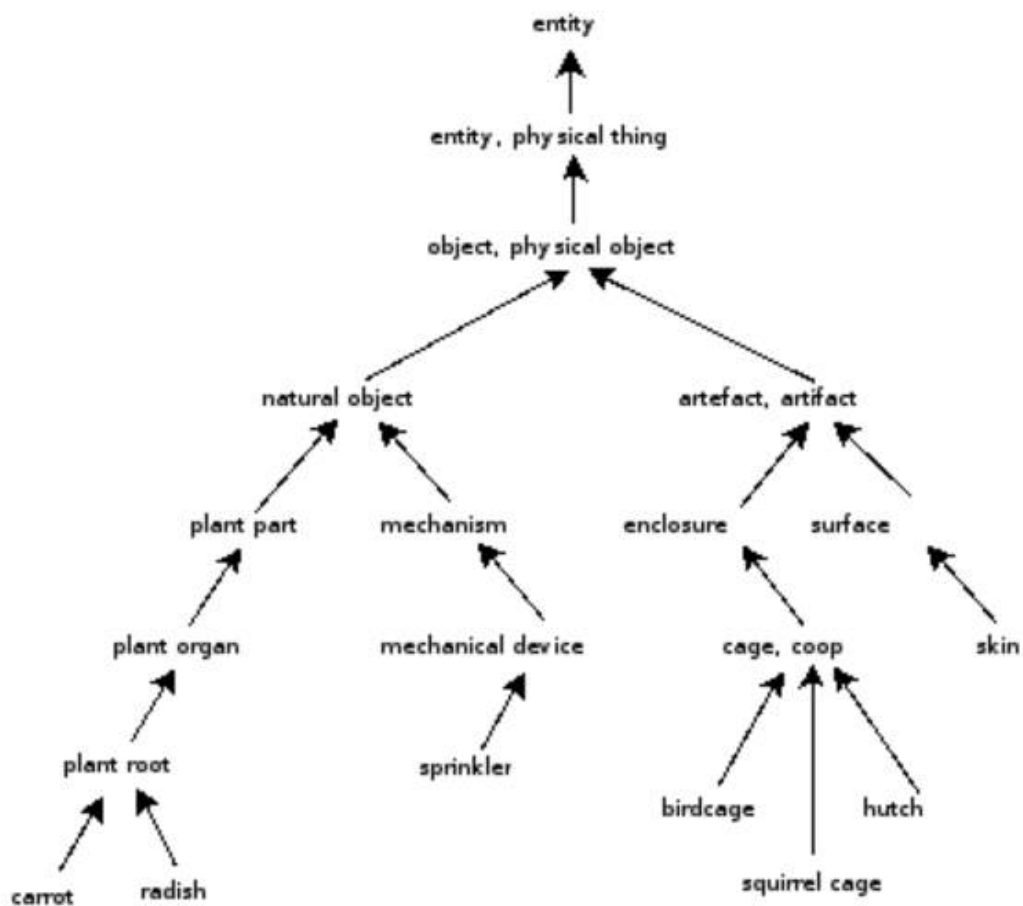 entity
entity, physical thing
object, physical object
natural object
artefact, artifact
plant part
mechanism
enclosure
surface
plant organ
mechanical device
cage, coop
skin
plant root
sprinkler
birdcage
hutch
carrot
radish
squirrel cage